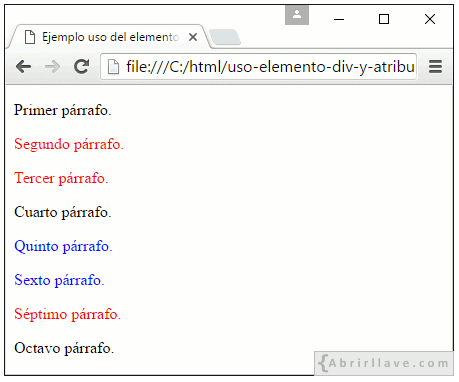 Ejemplo uso del elemento
file:///C:/html/uso-elemento-div-y-atribu
Primer párrafo.
Segundo párrafo.
Tercer párrafo.
Cuarto párrafo.
Quinto párrafo.
Sexto párrafo.
Séptimo párrafo.
Octavo párrafo.
{Abrirllave.com